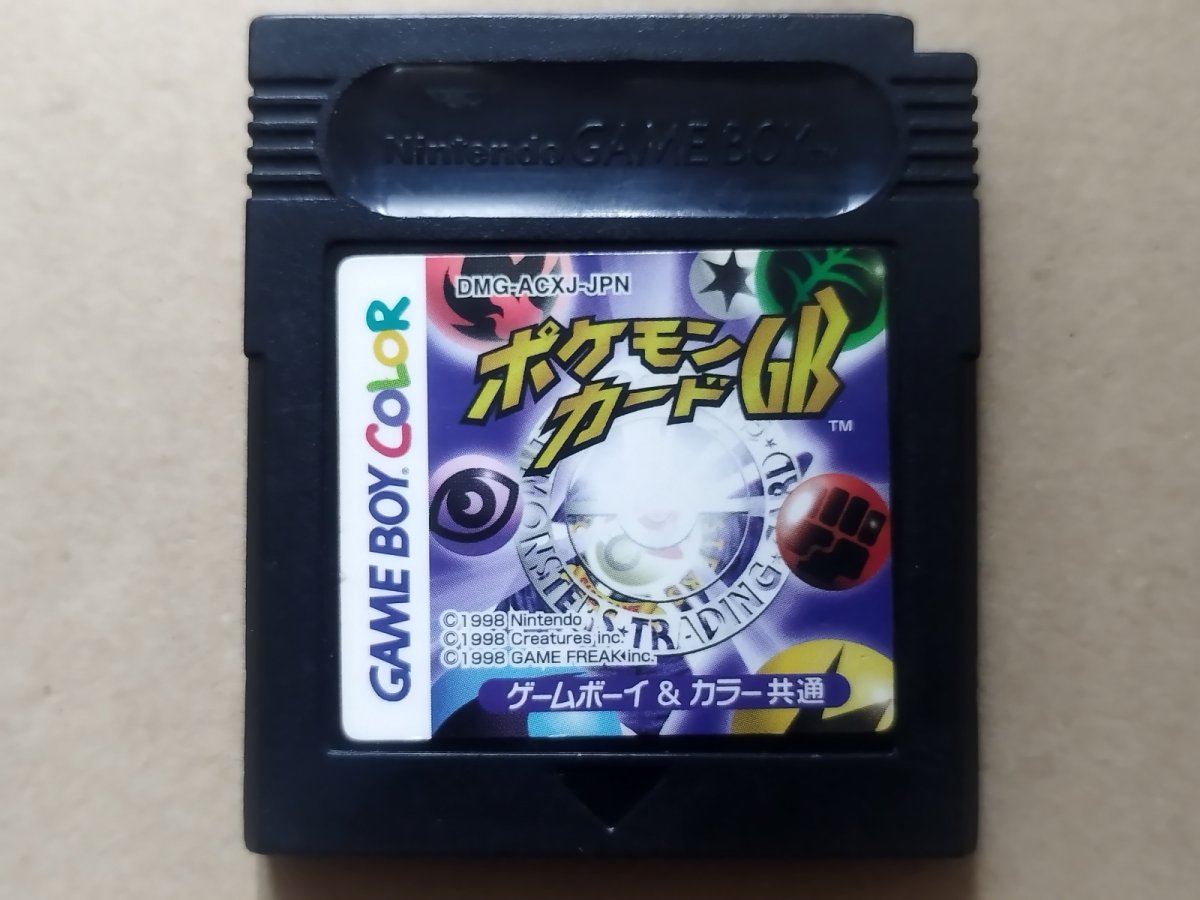 Nintendo GAME BOY™
DMG-ACXJ-JPN
ポケモン
カードGB
™
GAME BOY® COLOR
MONSTERS★TRADING
©1998 Nintendo
©1998 Creatures inc.
©1998 GAME FREAK inc.
ゲームボーイ & カラー共通